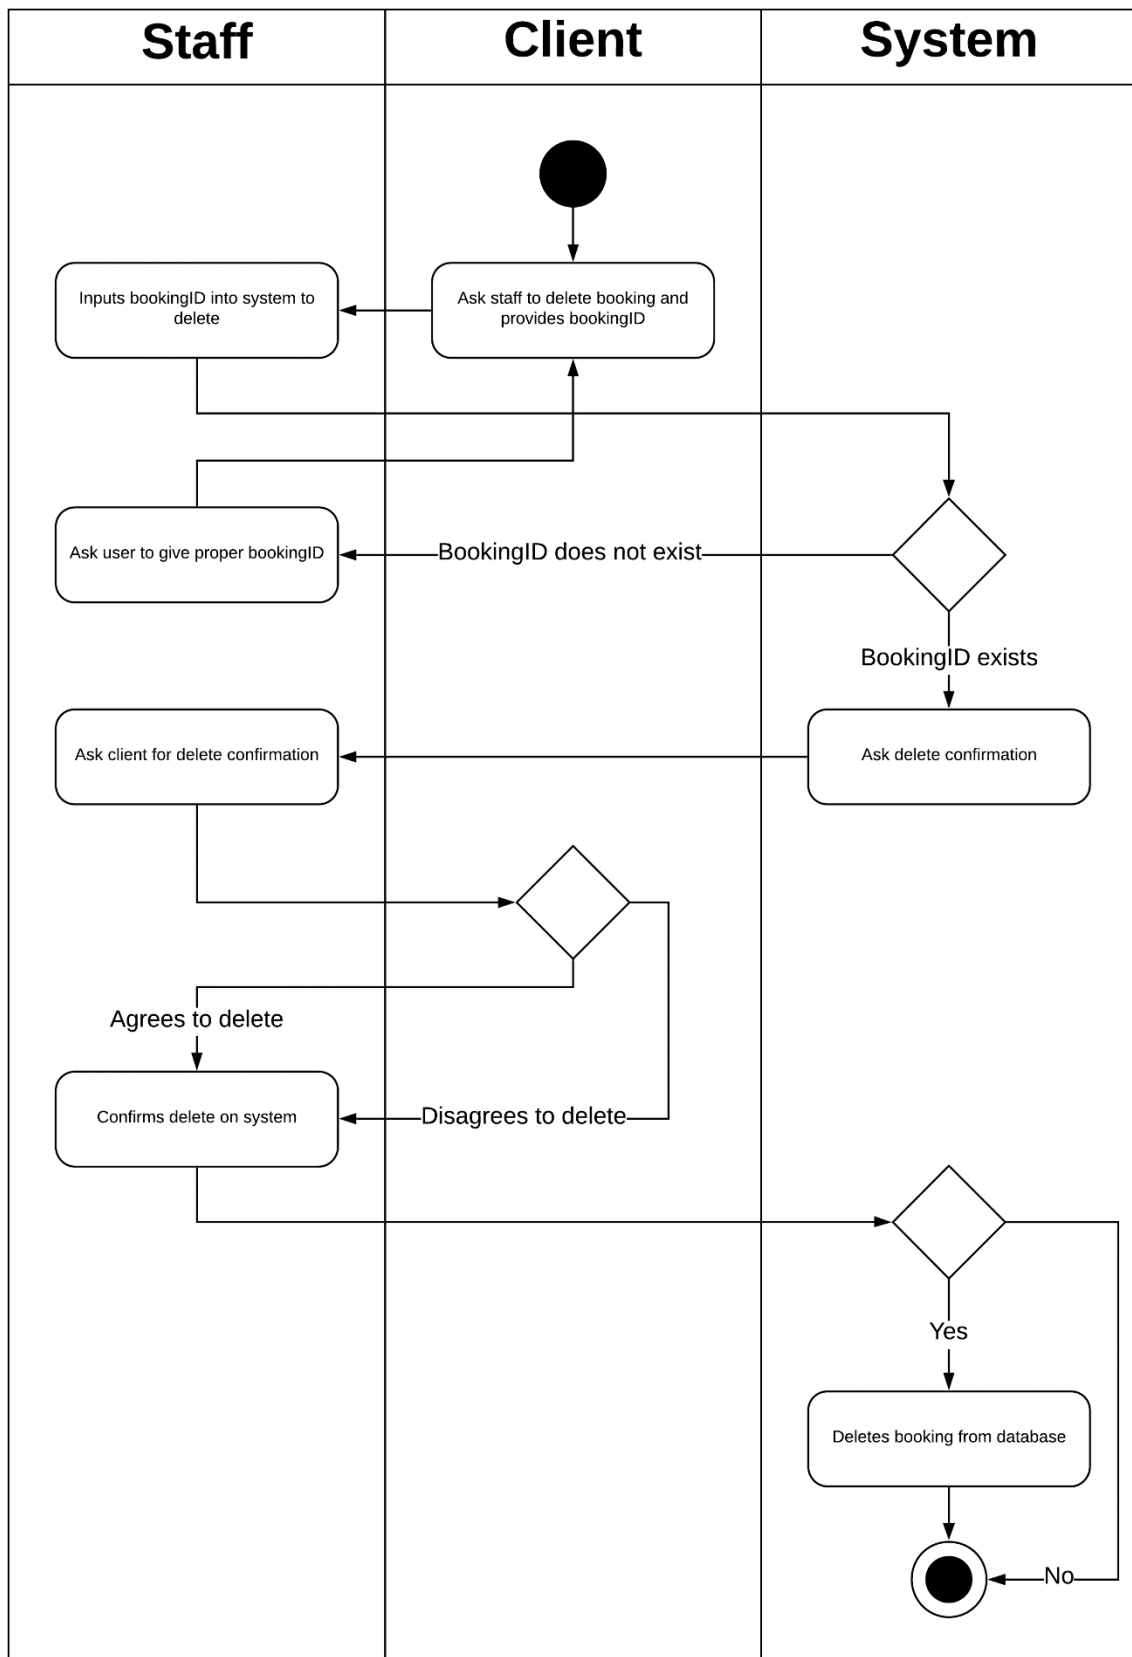 Staff
Client
System
Inputs bookingID into system to
delete
Ask staff to delete booking and
provides bookingID
Ask user to give proper bookingID
BookingID does not exist
BookingID exists
Ask client for delete confirmation
Ask delete confirmation
Agrees to delete
Confirms delete on system
Disagrees to delete
Yes
Deletes booking from database
No